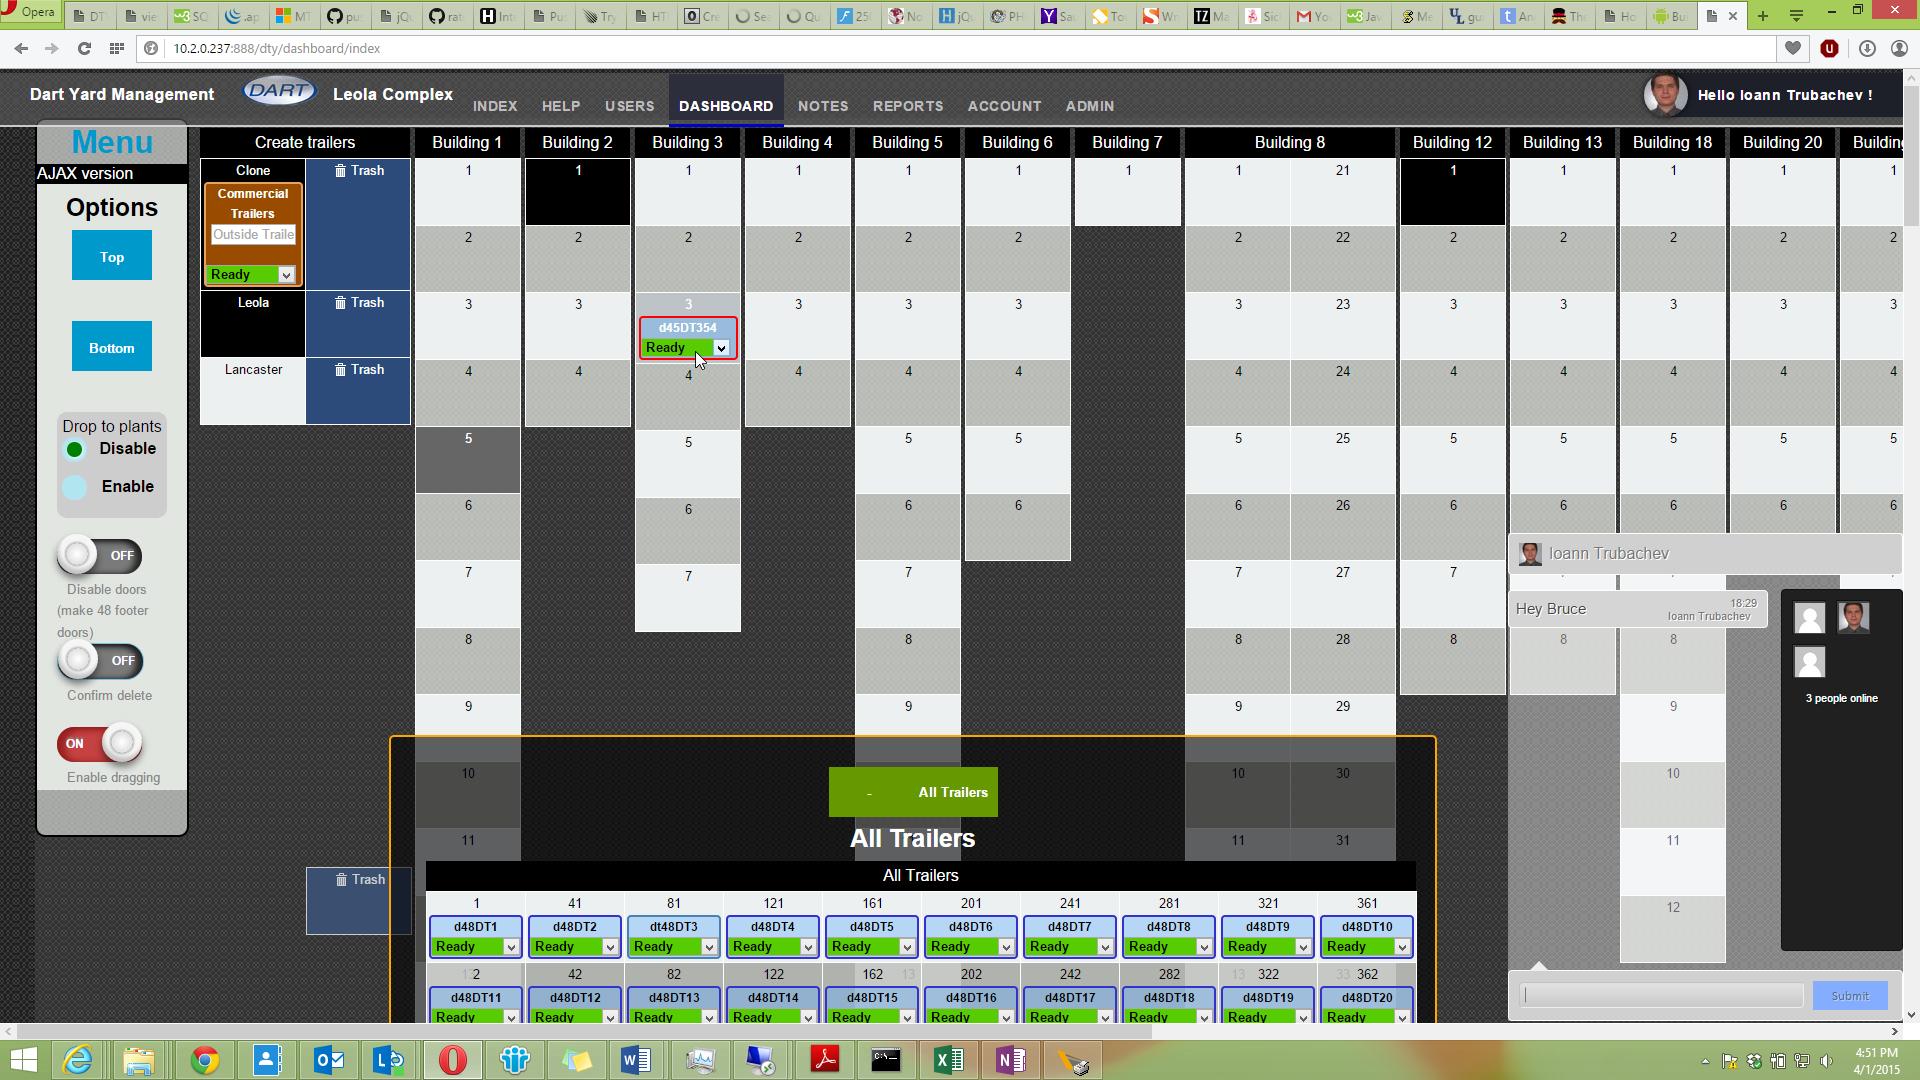 Opera
10.2.0.237:888/dty/dashboard/index
Dart Yard Management
DART
Leola Complex
INDEX HELP USERS DASHBOARD NOTES REPORTS ACCOUNT ADMIN
Hello Ioann Trubachev !
Menu
AJAX version
Options
Top
Bottom
Drop to plants
Disable
Enable
OFF
Disable doors
(make 48 footer
doors)
OFF
Confirm delete
ON
Enable dragging
Create trailers
Clone
Trash
Commercial
Trailers
Outside Traile
Ready
Leola
Trash
Lancaster
Trash
Trash
Building 1 Building 2 Building 3 Building 4 Building 5 Building 6 Building 7 Building 8 Building 12 Building 13 Building 18 Building 20 Building
1 1 1 1 1 1 1 1 21 1 1 1 1 1
2 2 2 2 2 2 2 22 2 2 2 2 2
3 3 3 3 3 3 3 23 3 3 3 3 3
d45DT354
Ready
4 4 4 4 4 4 4 24 4 4 4 4 4
5 5 5 5 5 25 5 5 5 5 5
6 6 6 6 6 26 6 6 6 6 6
7 7 7 7 27 7
8 8 8 28 8 8 8
9 9 9 29 9
10 10 30 10
11 11 31 11
12
Ioann Trubachev
Hey Bruce
18:29
Ioann Trubachev
3 people online
Submit
- All Trailers
All Trailers
All Trailers
1 41 81 121 161 201 241 281 321 361
d48DT1 d48DT2 dt48DT3 d48DT4 d48DT5 d48DT6 d48DT7 d48DT8 d48DT9 d48DT10
Ready Ready Ready Ready Ready Ready Ready Ready Ready Ready
2 42 82 122 162 13 202 242 282 13 322 33 362
d48DT11 d48DT12 d48DT13 d48DT14 d48DT15 d48DT16 d48DT17 d48DT18 d48DT19 d48DT20
Ready Ready Ready Ready Ready Ready Ready Ready Ready Ready
4:51 PM
4/1/2015